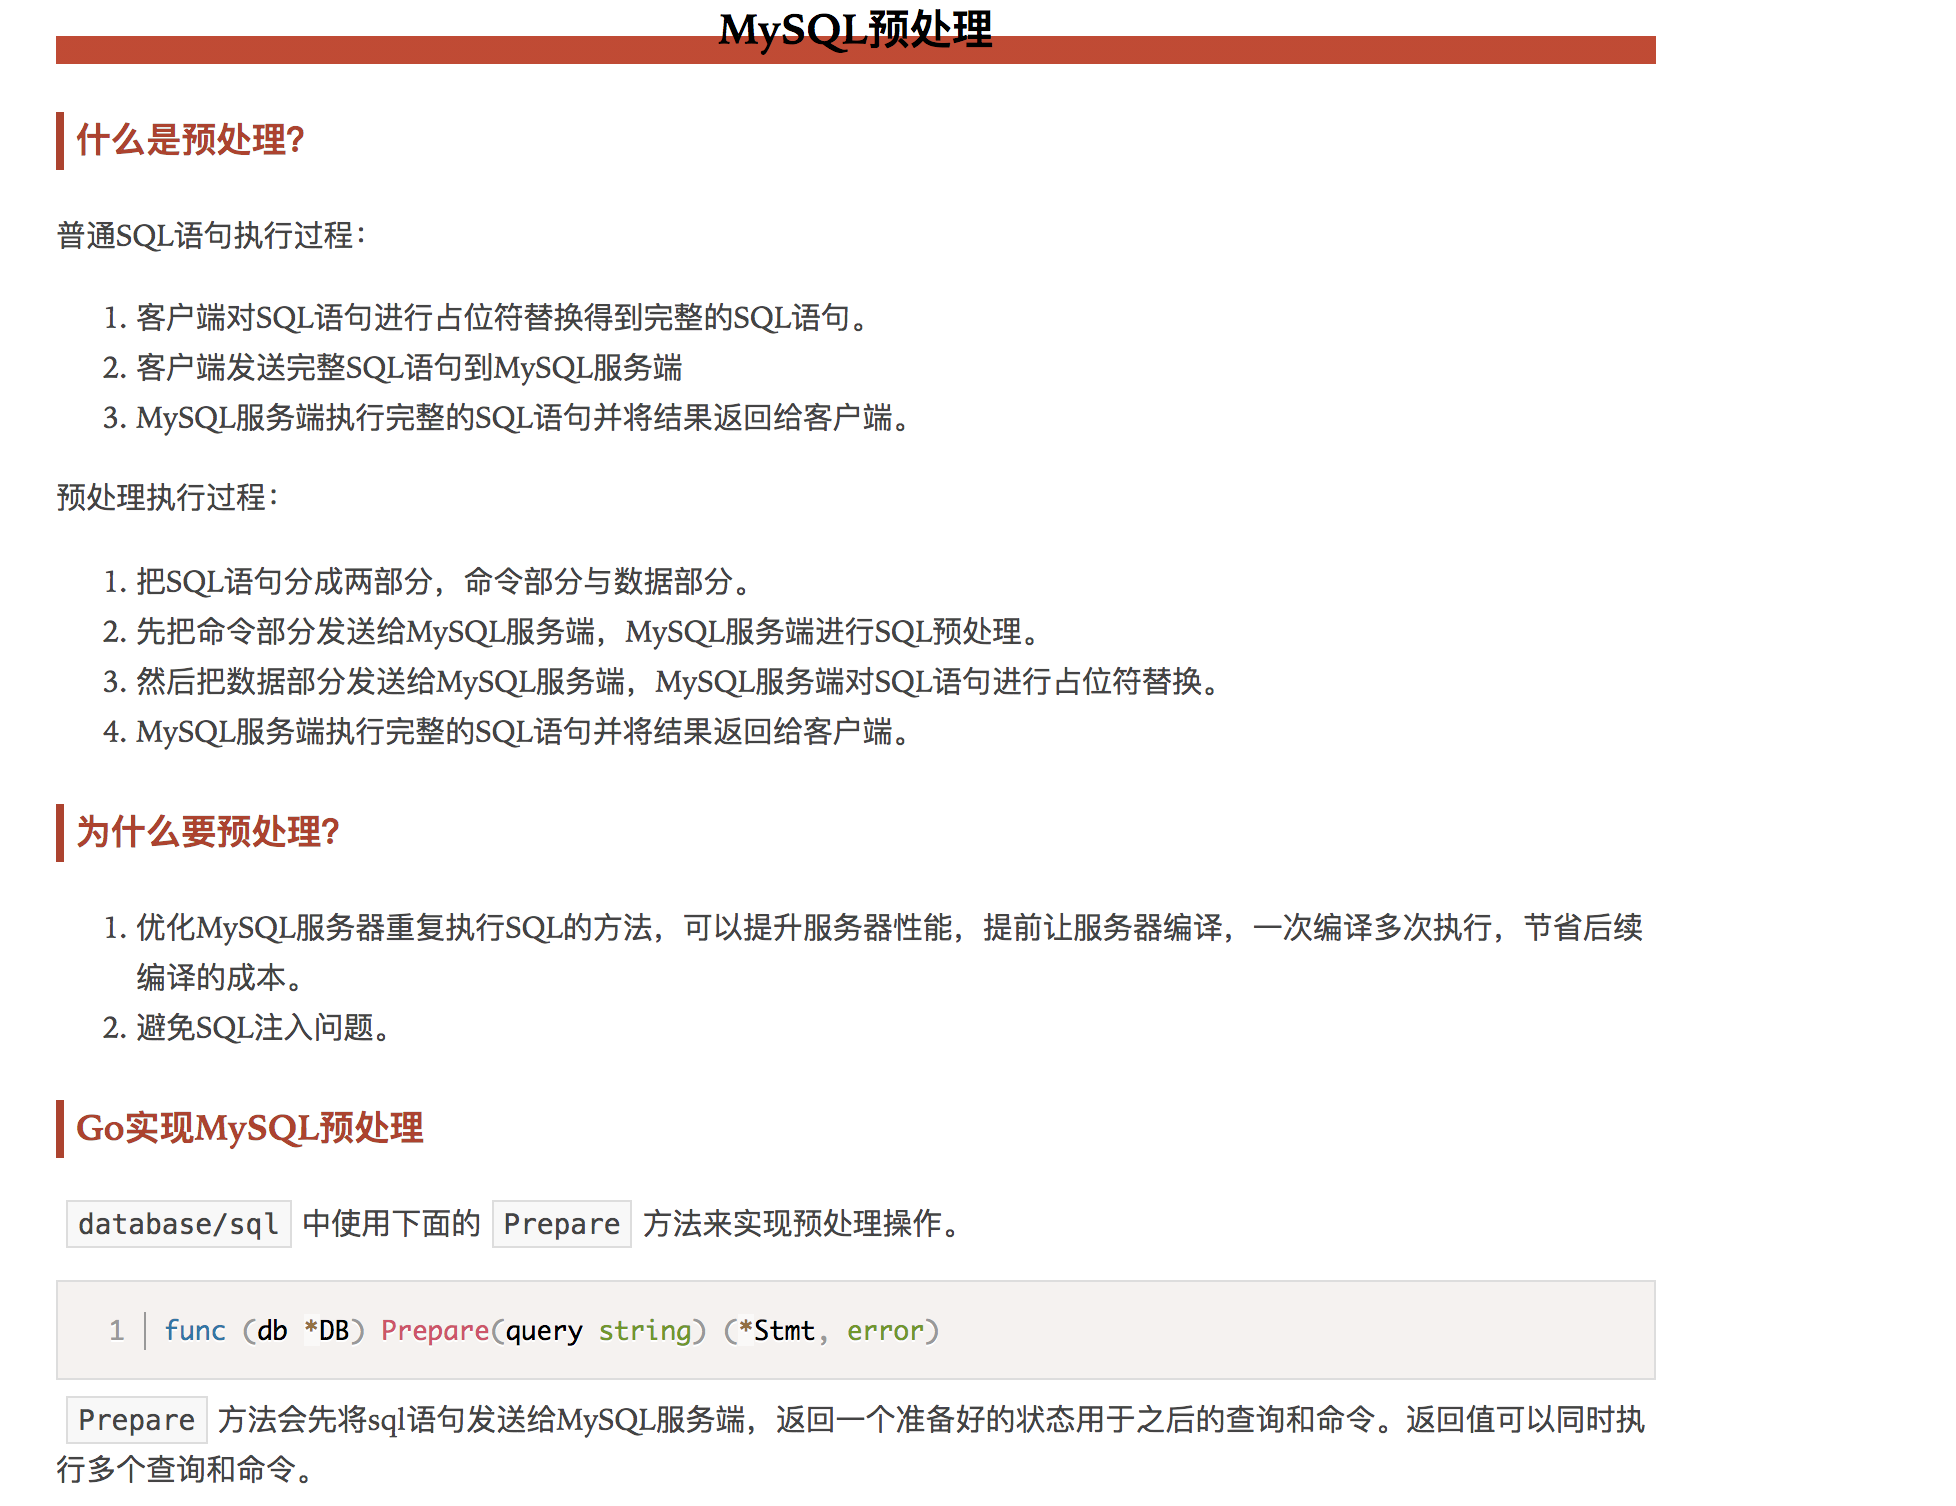 MySQL预处理
什么是预处理?
普通SQL语句执行过程：
1. 客户端对SQL语句进行占位符替换得到完整的SQL语句。
2. 客户端发送完整SQL语句到MySQL服务端
3. MySQL服务端执行完整的SQL语句并将结果返回给客户端。
预处理执行过程：
1. 把SQL语句分成两部分，命令部分与数据部分。
2. 先把命令部分发送给MySQL服务端，MySQL服务端进行SQL预处理。
3. 然后把数据部分发送给MySQL服务端，MySQL服务端对SQL语句进行占位符替换。
4. MySQL服务端执行完整的SQL语句并将结果返回给客户端。
为什么要预处理?
1. 优化MySQL服务器重复执行SQL的方法，可以提升服务器性能，提前让服务器编译，一次编译多次执行，节省后续
编译的成本。
2. 避免SQL注入问题。
Go实现MySQL预处理
database/sql 中使用下面的 Prepare 方法来实现预处理操作。
1 func (db *DB) Prepare(query string) (*Stmt, error)
Prepare 方法会先将sql语句发送给MySQL服务端，返回一个准备好的状态用于之后的查询和命令。返回值可以同时执
行多个查询和命令。